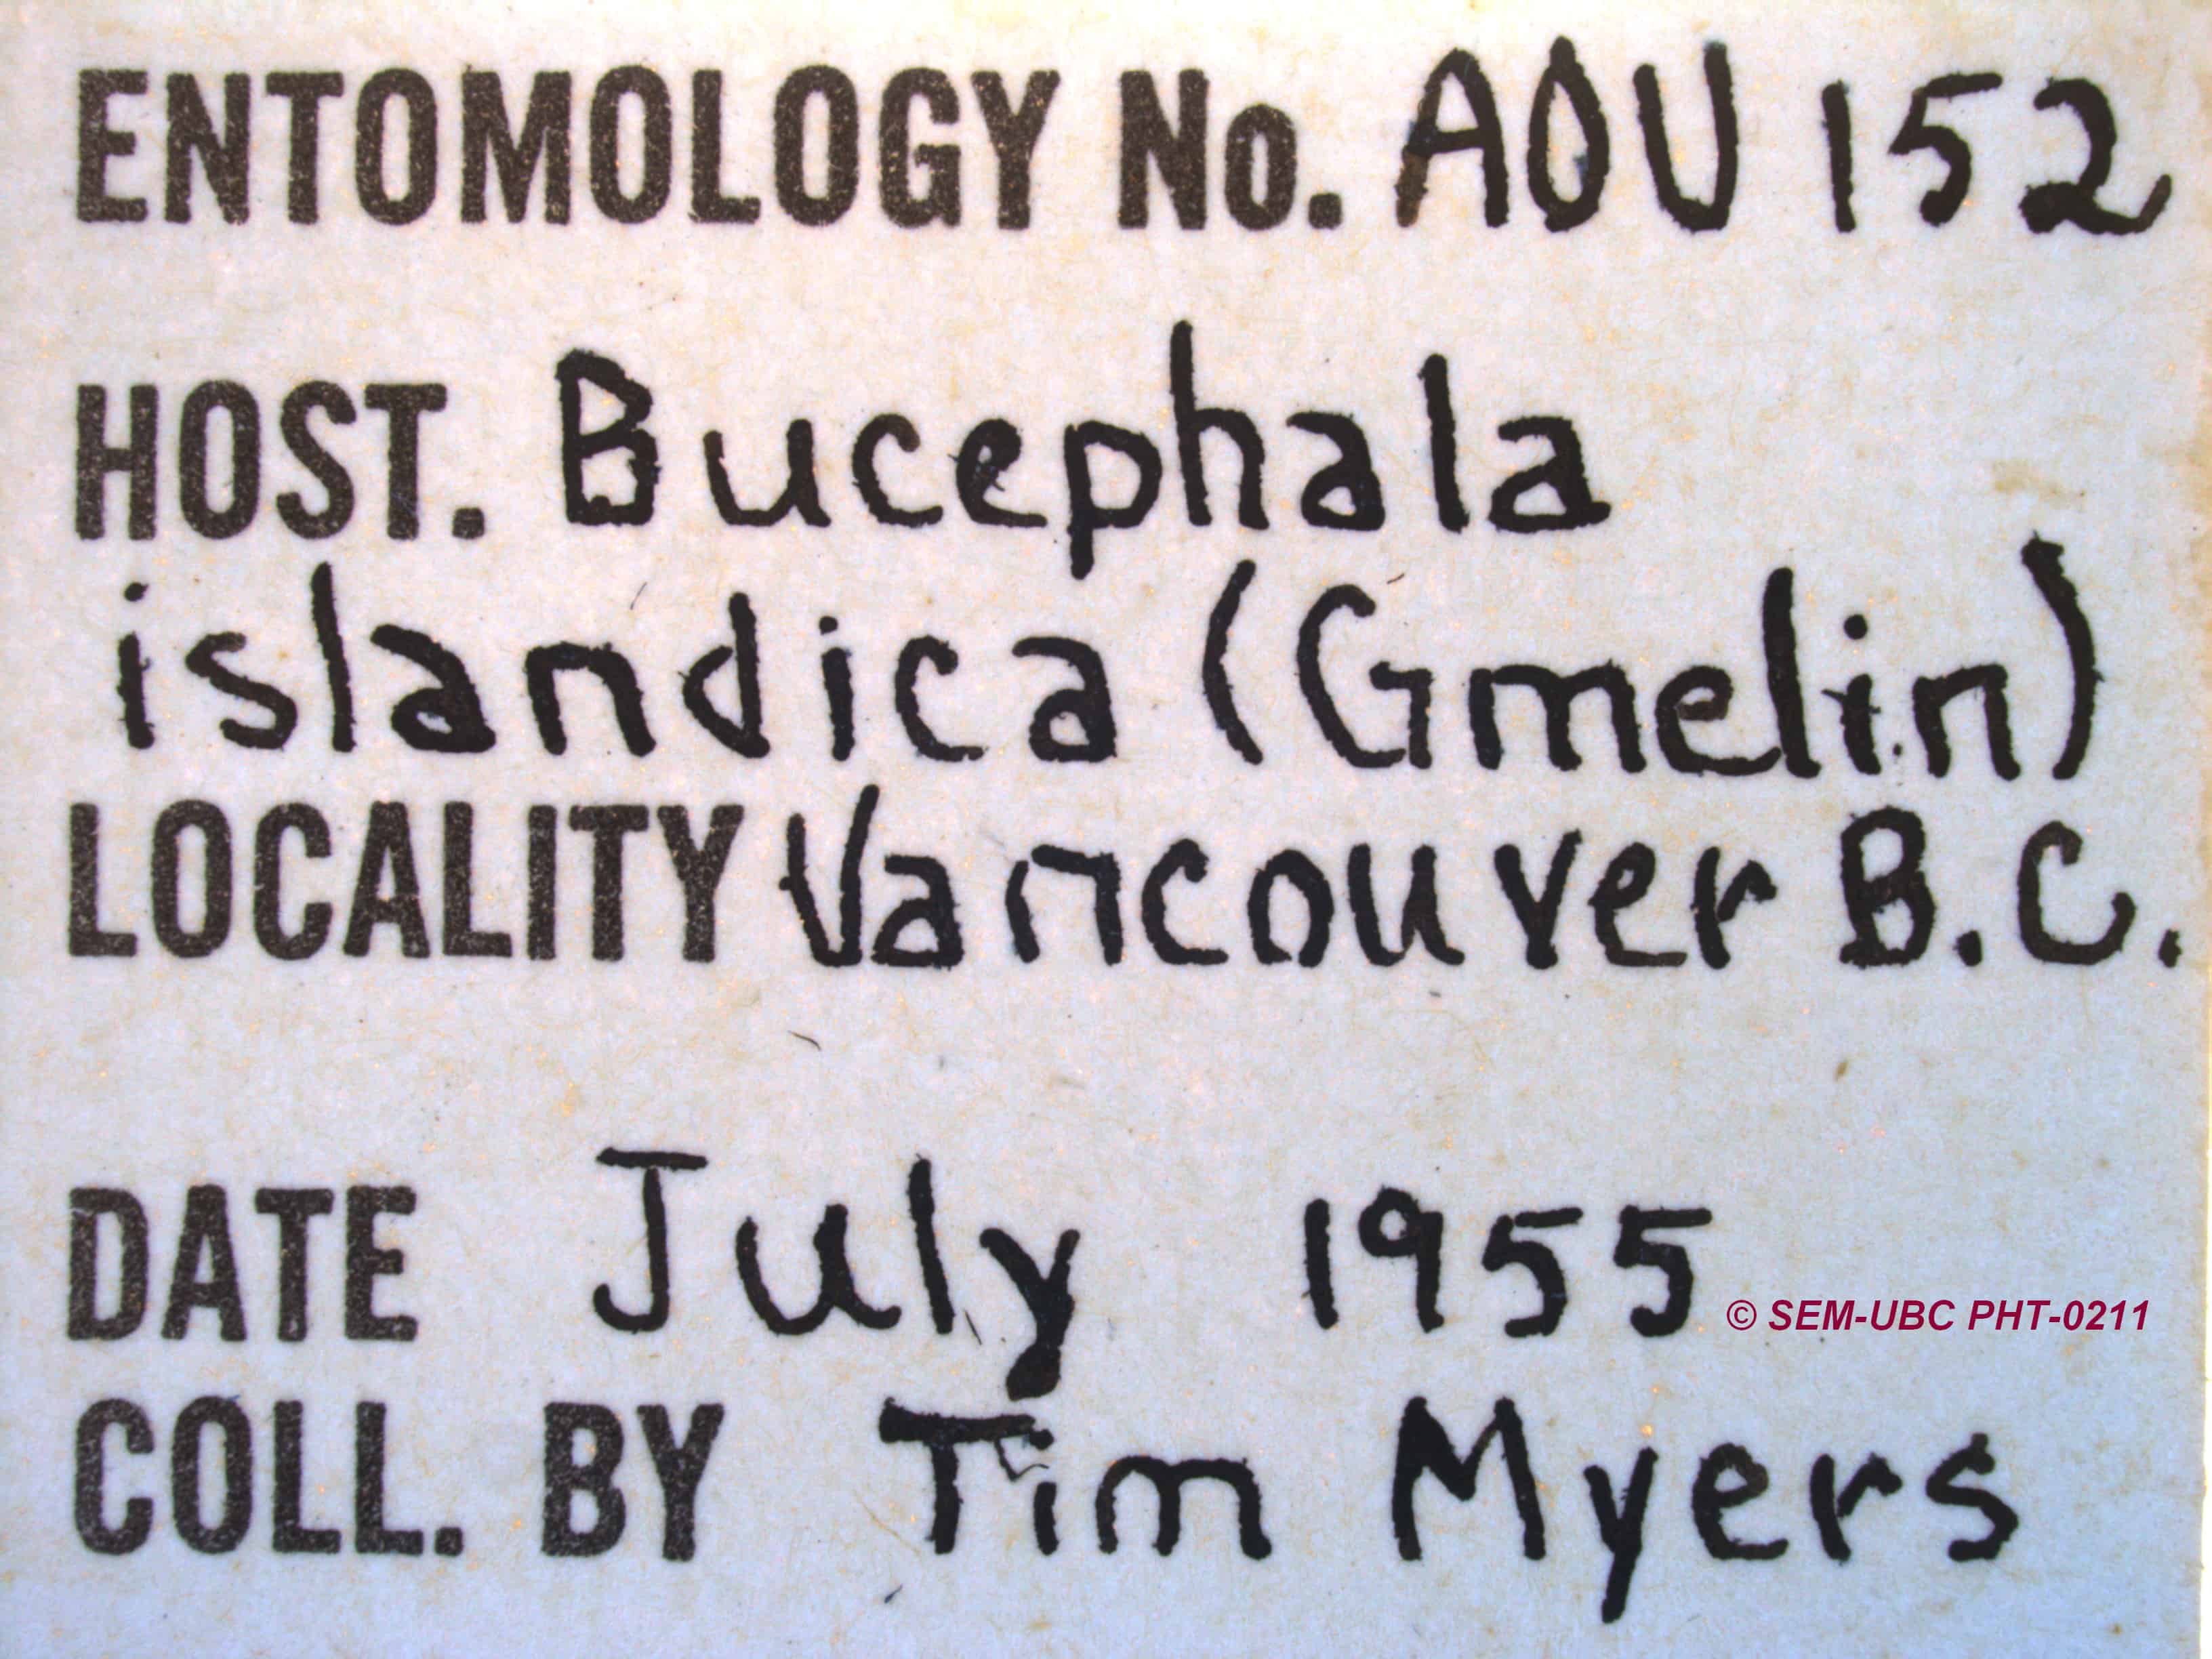 ENTOMOLOGY No. AOU 152
HOST. Bucephala
islandica (Gmelin)
LOCALITY Vancouver B.C.
DATE July 1955
© SEM-UBC PHT-0211
COLL. BY Tim Myers